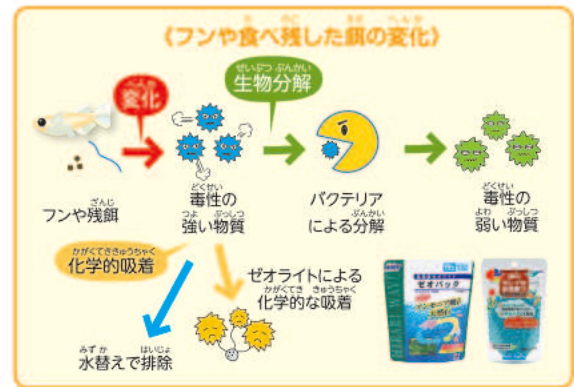 《フンや食べ残した餌の変化》
変化
生物分解
フンや残餌
毒性の
強い物質
バクテリア
による分解
毒性の
弱い物質
化学的吸着
ゼオライトによる
化学的な吸着
水替えで排除
ゼオパック